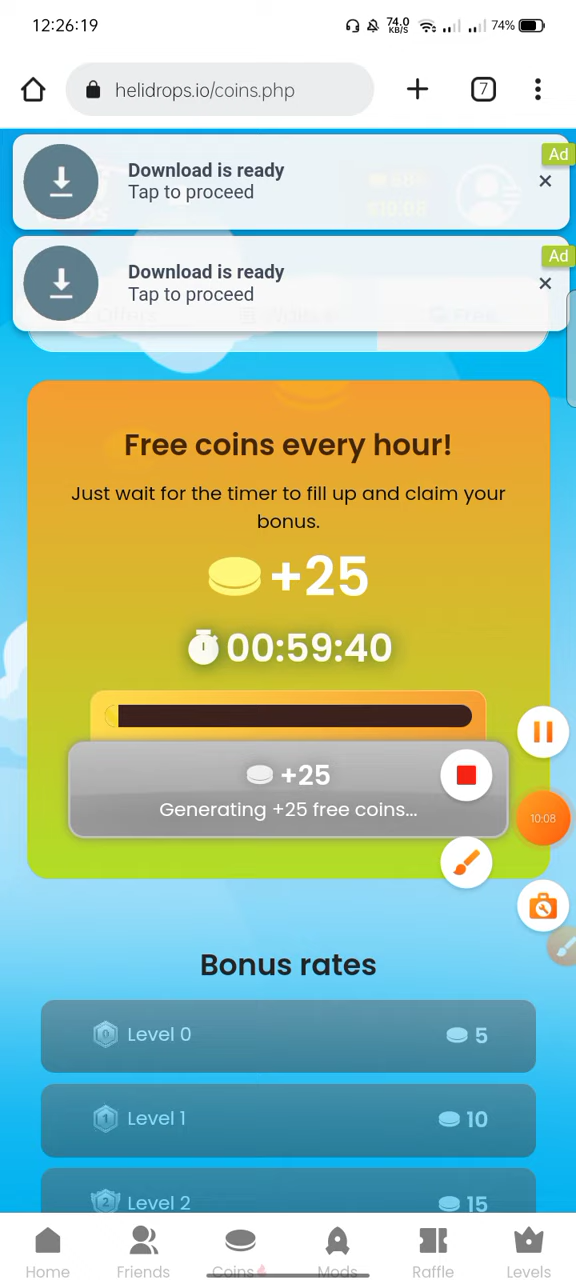 12:26:19
74.0
KB/S
74%
helidrops.io/coins.php
7
Ad
Download is ready
Tap to proceed
Ad
Download is ready
Tap to proceed
Free
Free coins every hour!
Just wait for the timer to fill up and claim your
bonus.
+25
00:59:40
+25
Generating +25 free coins...
10:08
Bonus rates
Level 0
5
Level 1
10
Level 2
15
Home
Friends
Coins
Mods
Raffle
Levels